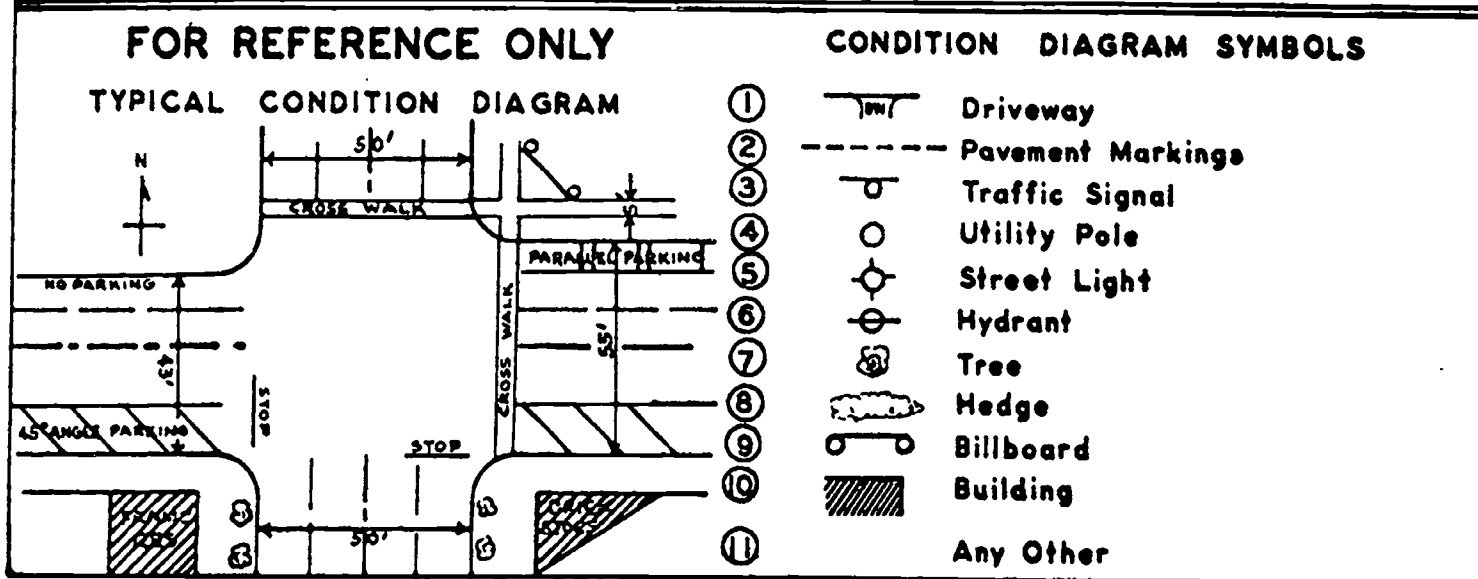 FOR REFERENCE ONLY
TYPICAL CONDITION DIAGRAM
50'
N
CROSS WALK
5'
PARALLEL PARKING
NO PARKING
43'
STOP
CROSS WALK
55'
45° ANGLE PARKING
STOP
50'
CONDITION DIAGRAM SYMBOLS
1 DW Driveway
2 Pavement Markings
3 Traffic Signal
4 Utility Pole
5 Street Light
6 Hydrant
7 Tree
8 Hedge
9 Billboard
10 Building
11 Any Other